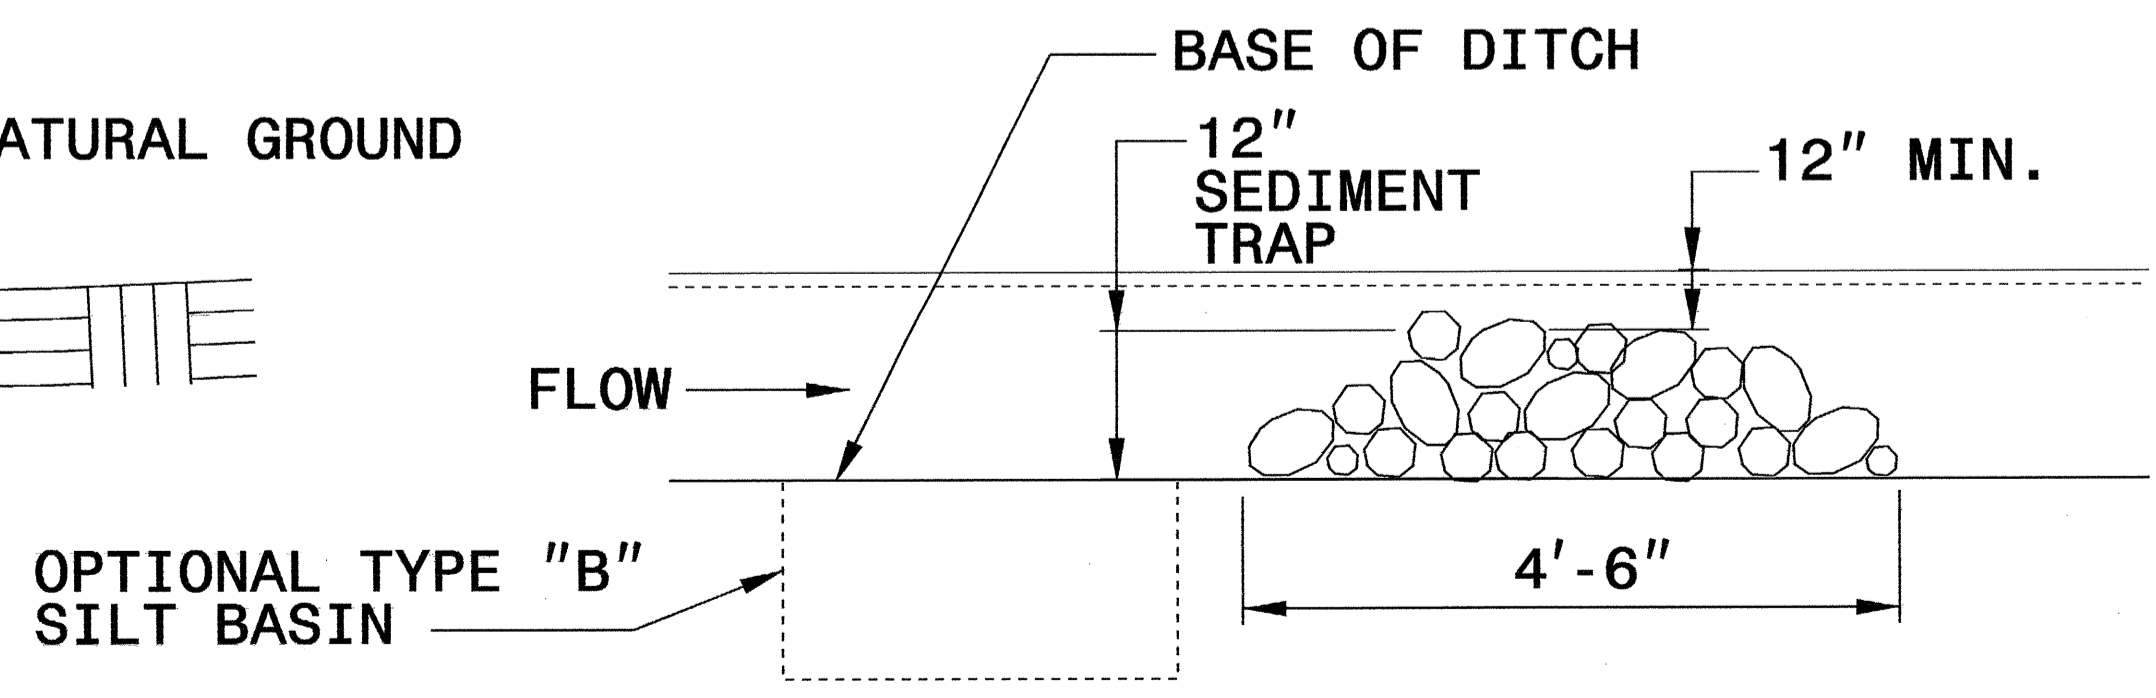 BASE OF DITCH
ATURAL GROUND
12"
SEDIMENT
TRAP
12" MIN.
FLOW
OPTIONAL TYPE "B"
SILT BASIN
4'-6"